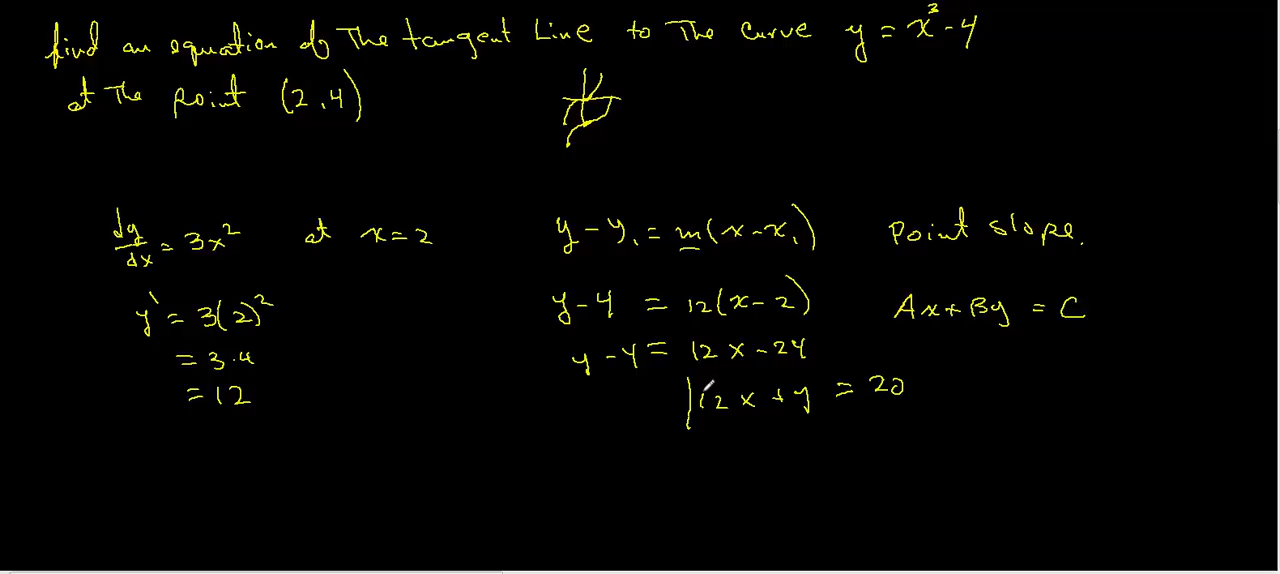 find an equation of The tangent Line to The curve y = x³ - 4
at The point (2, 4)
dy/dx = 3x² at x = 2
y' = 3(2)²
= 3·4
= 12
y - y₁ = m(x - x₁) Point slope.
y - 4 = 12(x - 2) Ax + By = C
y - 4 = 12x - 24
12x + y = 20